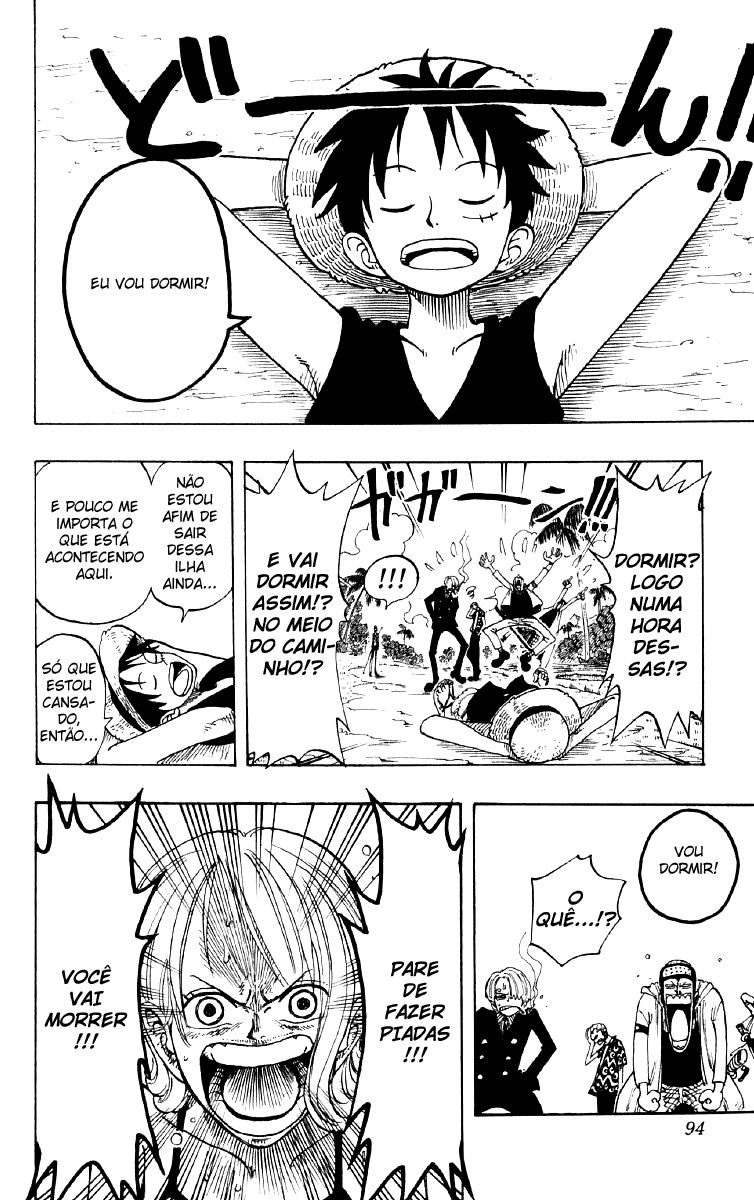 どーん!!
EU VOU DORMIR!
DORMIR?
LOGO
NUMA
HORA
DES-
SAS!?
ガガーン!!!
!!!
E VAI
DORMIR
ASSIM!?
NO MEIO
DO CAMI-
NHO!?
NÃO
ESTOU
AFIM DE
SAIR
DESSA
ILHA
AINDA...
E POUCO ME
IMPORTA O
QUE ESTÁ
ACONTECENDO
AQUI.
SÓ QUE
ESTOU
CANSA-
DO,
ENTÃO...
VOU
DORMIR!
O
QUÊ...!?
PARE
DE
FAZER
PIADAS
!!!
VOCÊ
VAI
MORRER
!!!
94